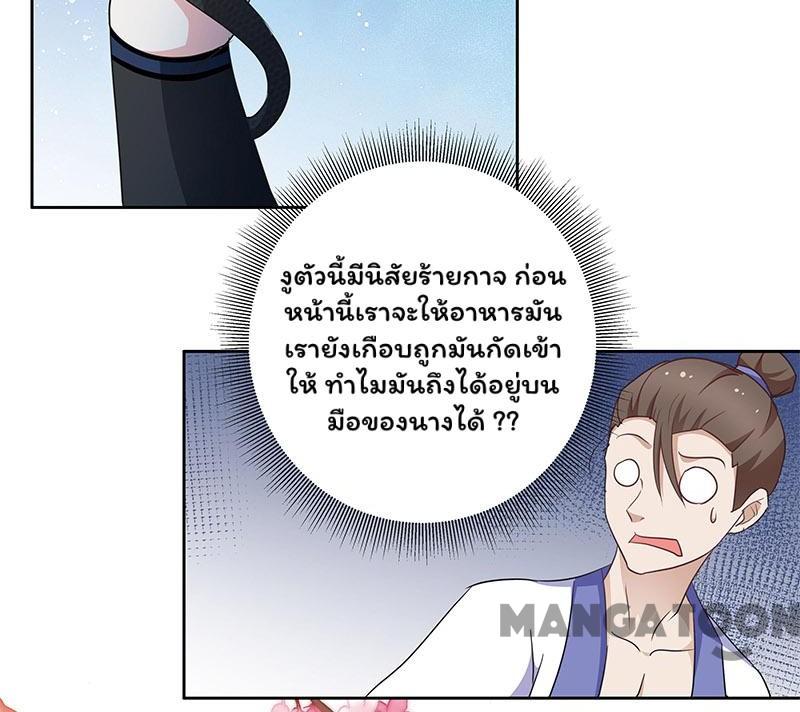 งูตัวนี้มีนิสัยร้ายกาจ ก่อน
หน้านี้เราจะให้อาหารมัน
เรายังเกือบถูกมันกัดเข้า
ให้ ทำไมมันถึงได้อยู่บน
มือของนางได้ ??
MANGATOON